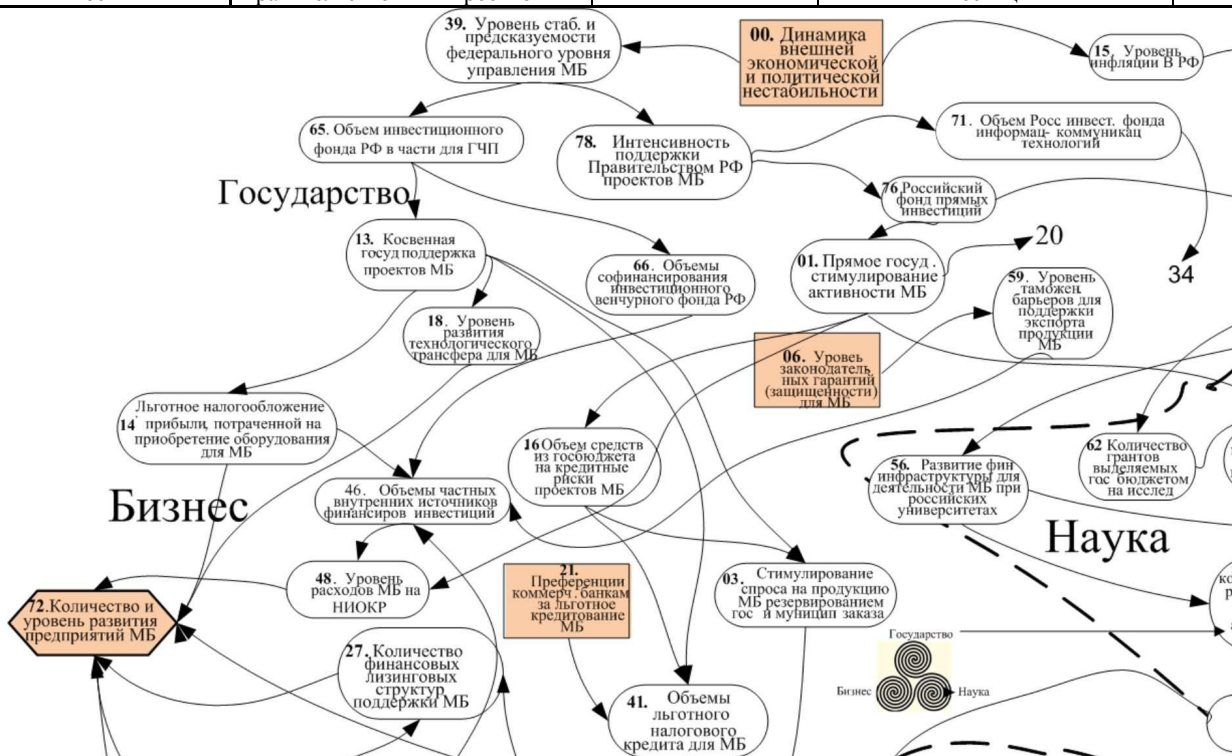 39. Уровень стаб. и
предсказуемости
федерального уровня
управления МБ
00. Динамика
внешней
экономической
и политической
нестабильности
15. Уровень
инфляции В РФ
65. Объем инвестиционного
фонда РФ в части для ГЧП
78. Интенсивность
поддержки
Правительством РФ
проектов МБ
71. Объем Росс инвест. фонда
информац- коммуникац
технологий
Государство
76 Российский
фонд прямых
инвестиций
13. Косвенная
госуд поддержка
проектов МБ
66. Объемы
софинансирования
инвестиционного
венчурного фонда РФ
01. Прямое госуд.
стимулирование
активности МБ
20
34
59. Уровень
таможен.
барьеров для
поддержки
экспорта
продукции
МБ
18. Уровень
развития
технологического
трансфера для МБ
06. Уровеь
законодатель
ных гарантий
(защищенности)
для МБ
Льготное налогообложение
14 прибыли, потраченной на
приобретение оборудования
для МБ
16 Объем средств
из госбюджета
на кредитные
риски
проектов МБ
56. Развитие фин
инфраструктуры для
деятельности МБ при
российских
университетах
62 Количество
грантов
выделяемых
гос бюджетом
на исслед
Бизнес
46. Объемы частных
внутренних источников
финансиров инвестиций
Наука
48. Уровень
расходов МБ на
НИОКР
21.
Преференции
коммерч. банкам
за льготное
кредитование
МБ
03. Стимулирование
спроса на продукцию
МБ резервированием
гос и муницип заказа
72.Количество и
уровень развития
предприятий МБ
27. Количество
финансовых
лизинговых
структур
поддержки МБ
41. Объемы
льготного
налогового
кредита для МБ
Государство
Бизнес
Наука